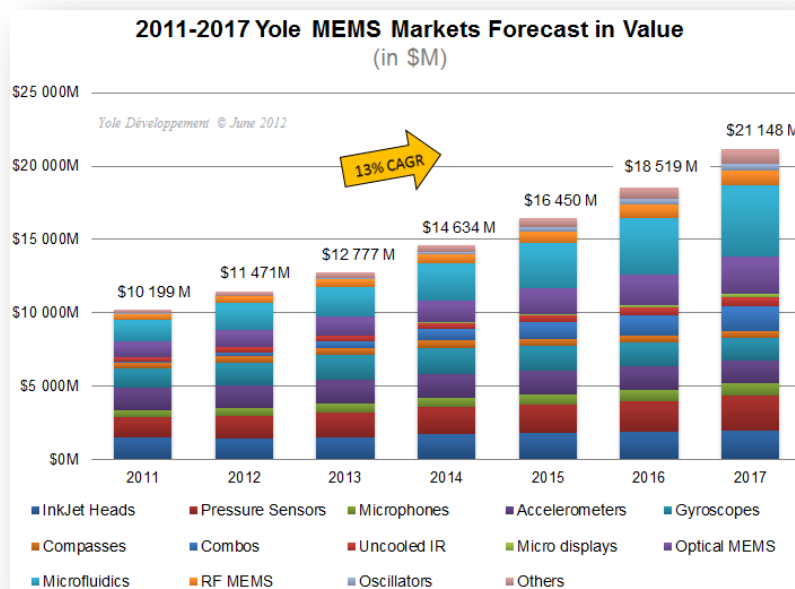 2011-2017 Yole MEMS Markets Forecast in Value
(in $M)
$25 000M
Yole Développement © June 2012
$21 148 M
13% CAGR
$20 000M
$18 519 M
$16 450 M
$15 000M
$14 634 M
$12 777 M
$11 471M
$10 199 M
$10 000M
$5 000M
$0M
2011 2012 2013 2014 2015 2016 2017
InkJet Heads Pressure Sensors Microphones Accelerometers Gyroscopes
Compasses Combos Uncooled IR Micro displays Optical MEMS
Microfluidics RF MEMS Oscillators Others